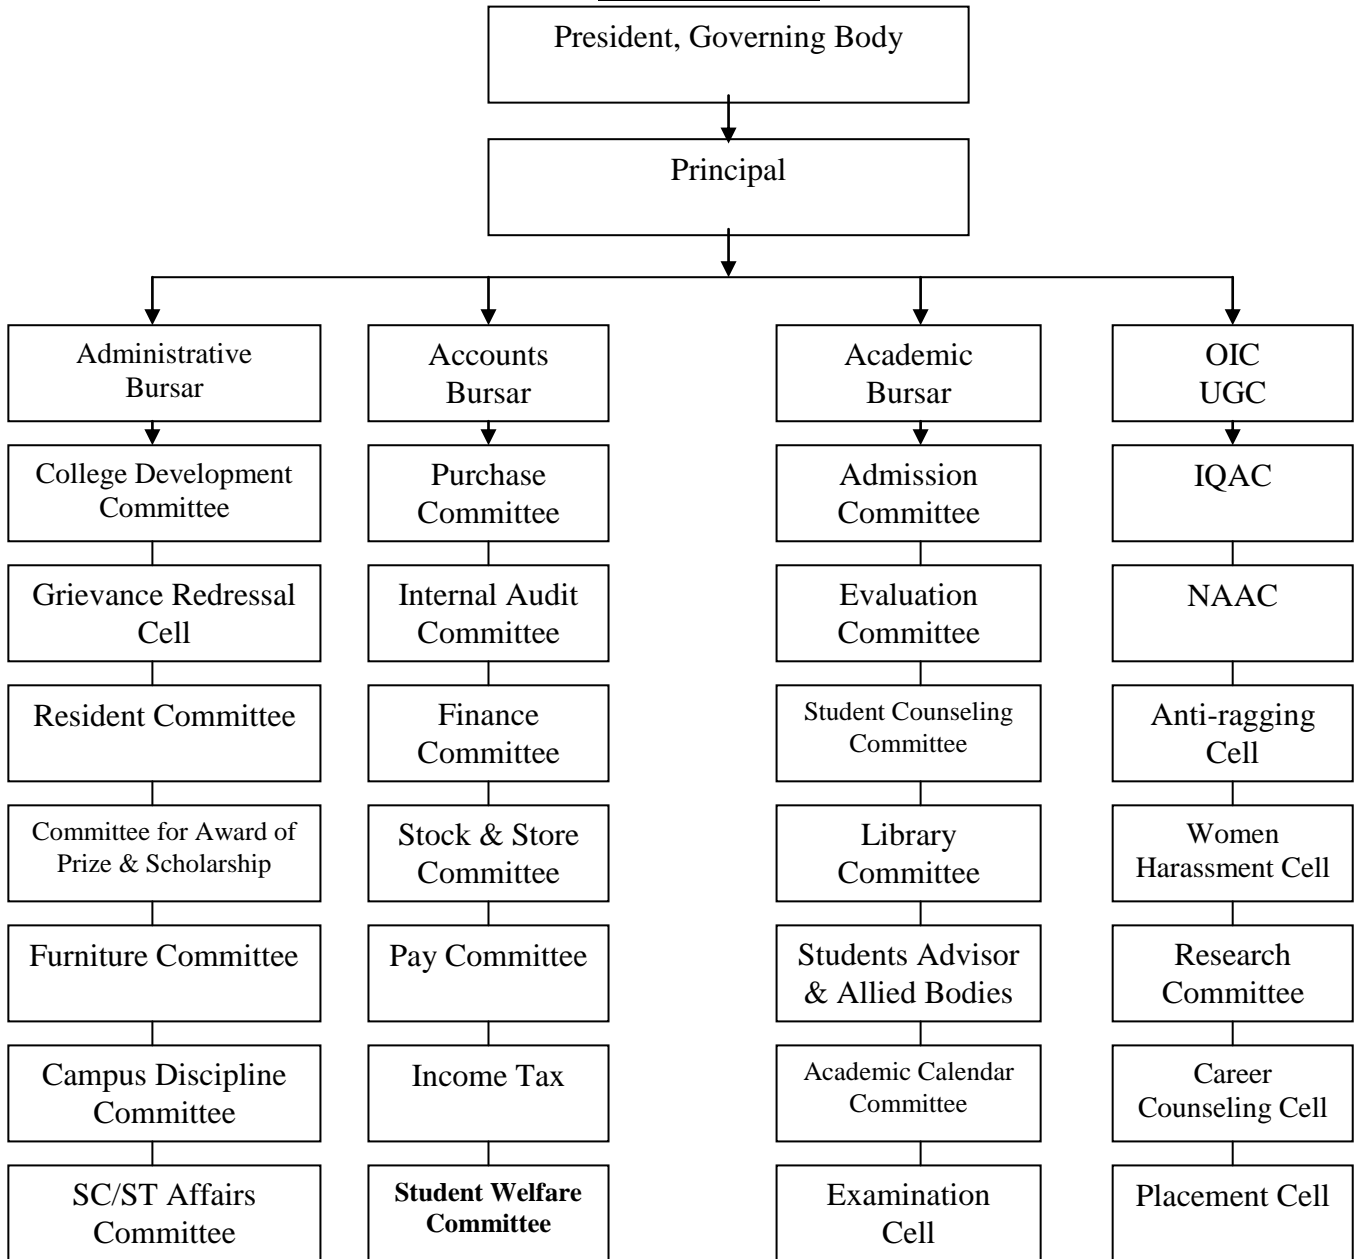 President, Governing Body
Principal
Administrative
Bursar
Accounts
Bursar
Academic
Bursar
OIC
UGC
College Development
Committee
Purchase
Committee
Admission
Committee
IQAC
Grievance Redressal
Cell
Internal Audit
Committee
Evaluation
Committee
NAAC
Resident Committee
Finance
Committee
Student Counseling
Committee
Anti-ragging
Cell
Committee for Award of
Prize & Scholarship
Stock & Store
Committee
Library
Committee
Women
Harassment Cell
Furniture Committee
Pay Committee
Students Advisor
& Allied Bodies
Research
Committee
Campus Discipline
Committee
Income Tax
Academic Calendar
Committee
Career
Counseling Cell
SC/ST Affairs
Committee
Student Welfare
Committee
Examination
Cell
Placement Cell